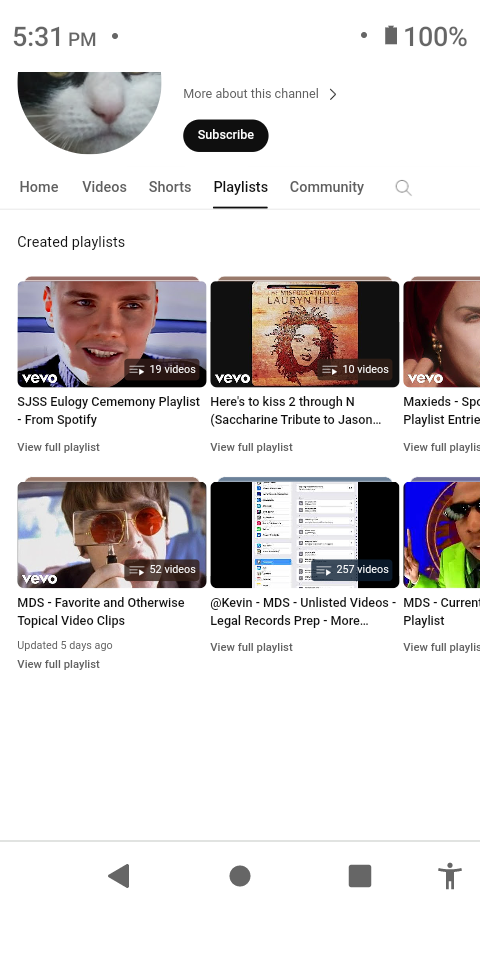 5:31 PM
100%
More about this channel
Subscribe
Home Videos Shorts Playlists Community
Created playlists
THE MISEDUCATION OF
LAURYN HILL
vevo 19 videos
vevo 10 videos
vevo
SJSS Eulogy Cememony Playlist
- From Spotify
Here's to kiss 2 through N
(Saccharine Tribute to Jason...
Maxieds - Spo
Playlist Entrie
View full playlist
View full playlist
View full playlis
vevo 52 videos
257 videos
MDS - Favorite and Otherwise
Topical Video Clips
@Kevin - MDS - Unlisted Videos -
Legal Records Prep - More...
MDS - Current
Playlist
Updated 5 days ago
View full playlist
View full playlist
View full playlis